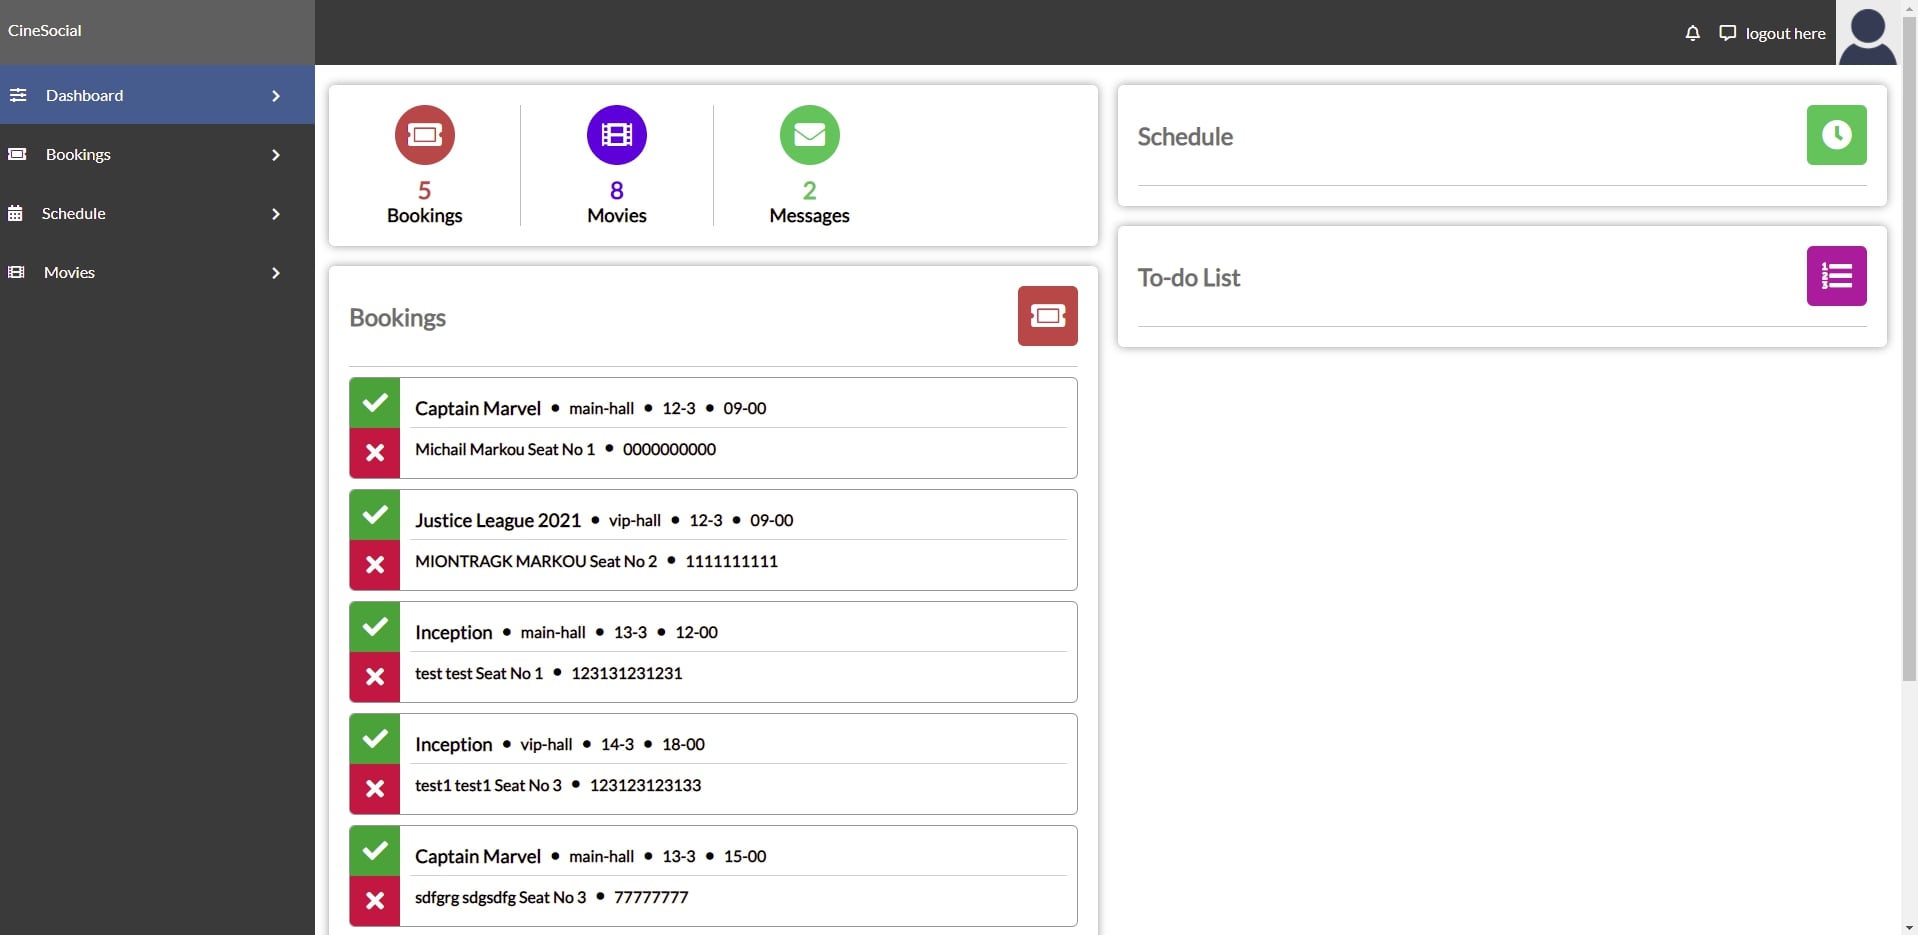 CineSocial
logout here
Dashboard
Bookings
Schedule
Movies
5
Bookings
8
Movies
2
Messages
Bookings
Captain Marvel • main-hall • 12-3 • 09-00
Michail Markou Seat No 1 • 0000000000
Justice League 2021 • vip-hall • 12-3 • 09-00
MIONTRAGK MARKOU Seat No 2 • 1111111111
Inception • main-hall • 13-3 • 12-00
test test Seat No 1 • 123131231231
Inception • vip-hall • 14-3 • 18-00
test1 test1 Seat No 3 • 123123123133
Captain Marvel • main-hall • 13-3 • 15-00
sdfgrg sdgsdfg Seat No 3 • 77777777
Schedule
To-do List